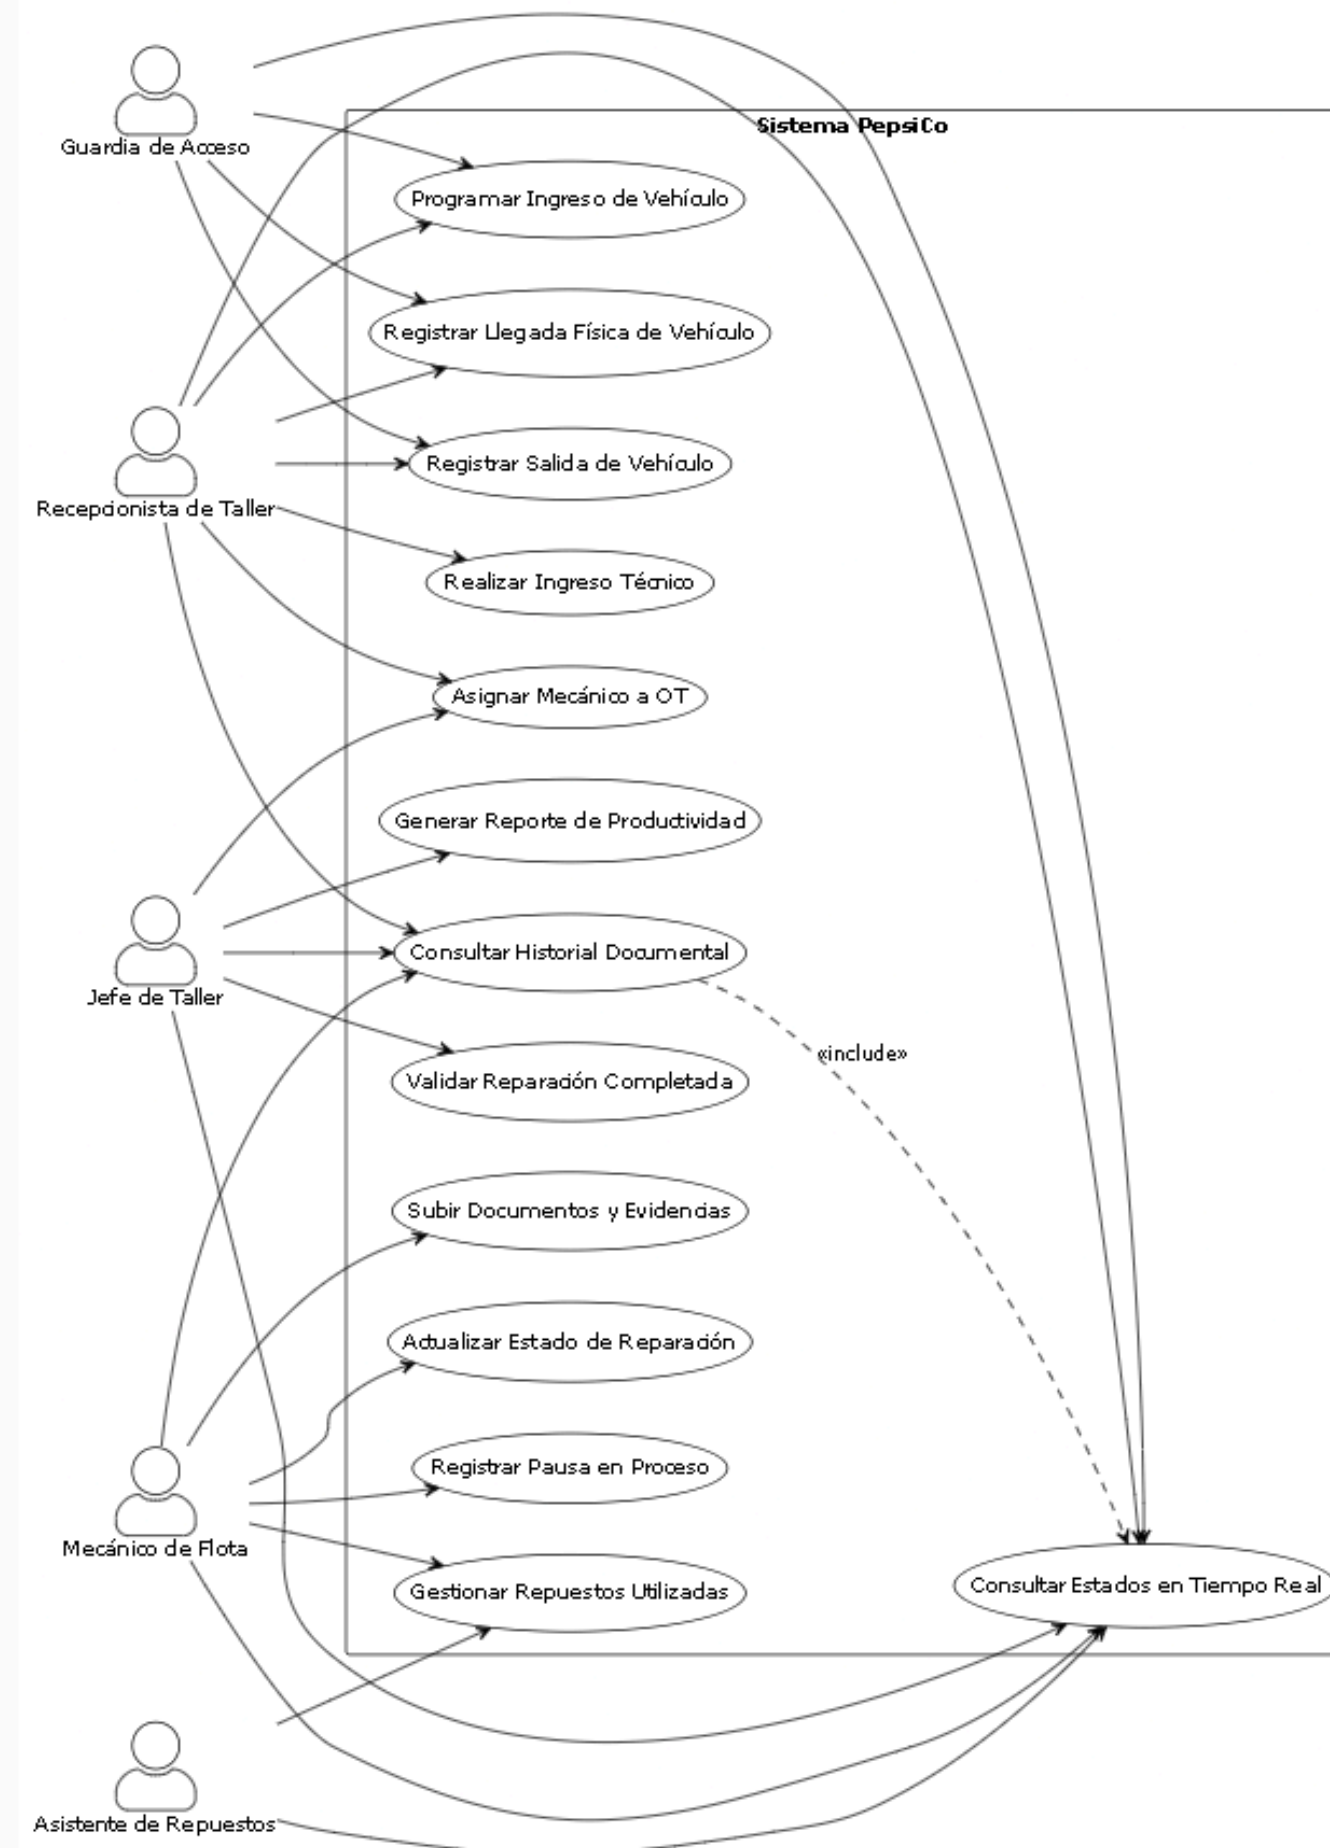 Sistema PepsiCo
Guardia de Acceso
Programar Ingreso de Vehículo
Registrar Llegada Física de Vehículo
Registrar Salida de Vehículo
Recepcionista de Taller
Realizar Ingreso Técnico
Asignar Mecánico a OT
Generar Reporte de Productividad
Consultar Historial Documental
Jefe de Taller
«include»
Validar Reparación Completada
Subir Documentos y Evidencias
Actualizar Estado de Reparación
Registrar Pausa en Proceso
Mecánico de Flota
Gestionar Repuestos Utilizadas
Consultar Estados en Tiempo Real
Asistente de Repuestos